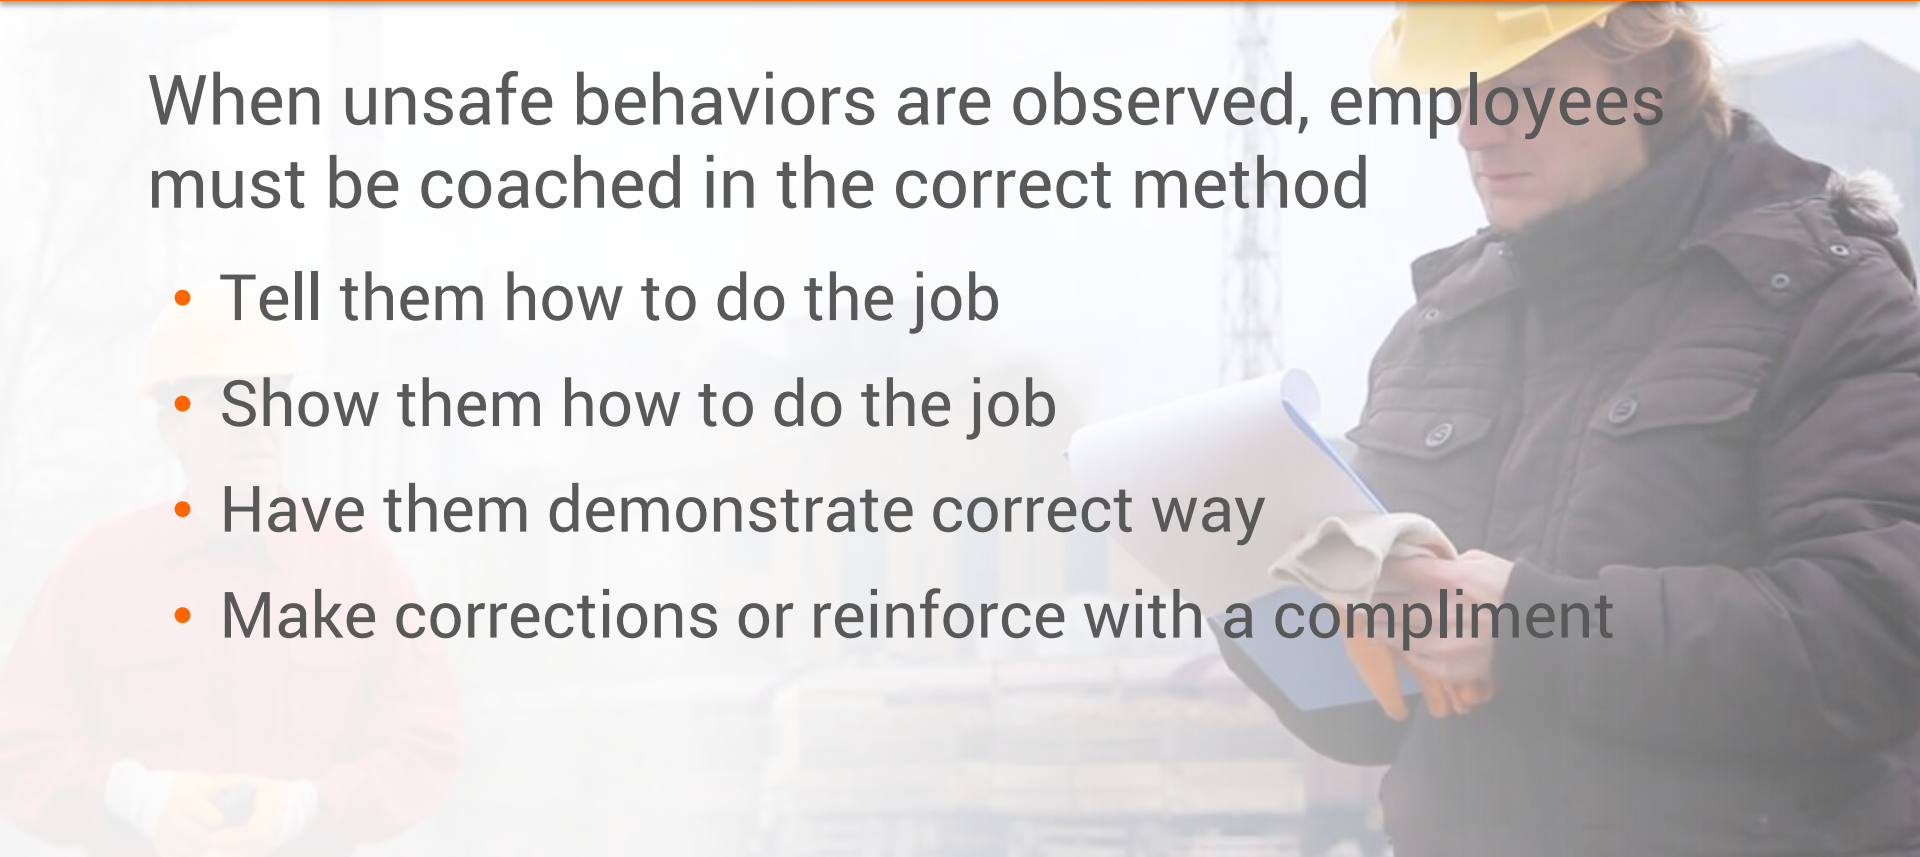 When unsafe behaviors are observed, employees
must be coached in the correct method
• Tell them how to do the job
• Show them how to do the job
• Have them demonstrate correct way
• Make corrections or reinforce with a compliment